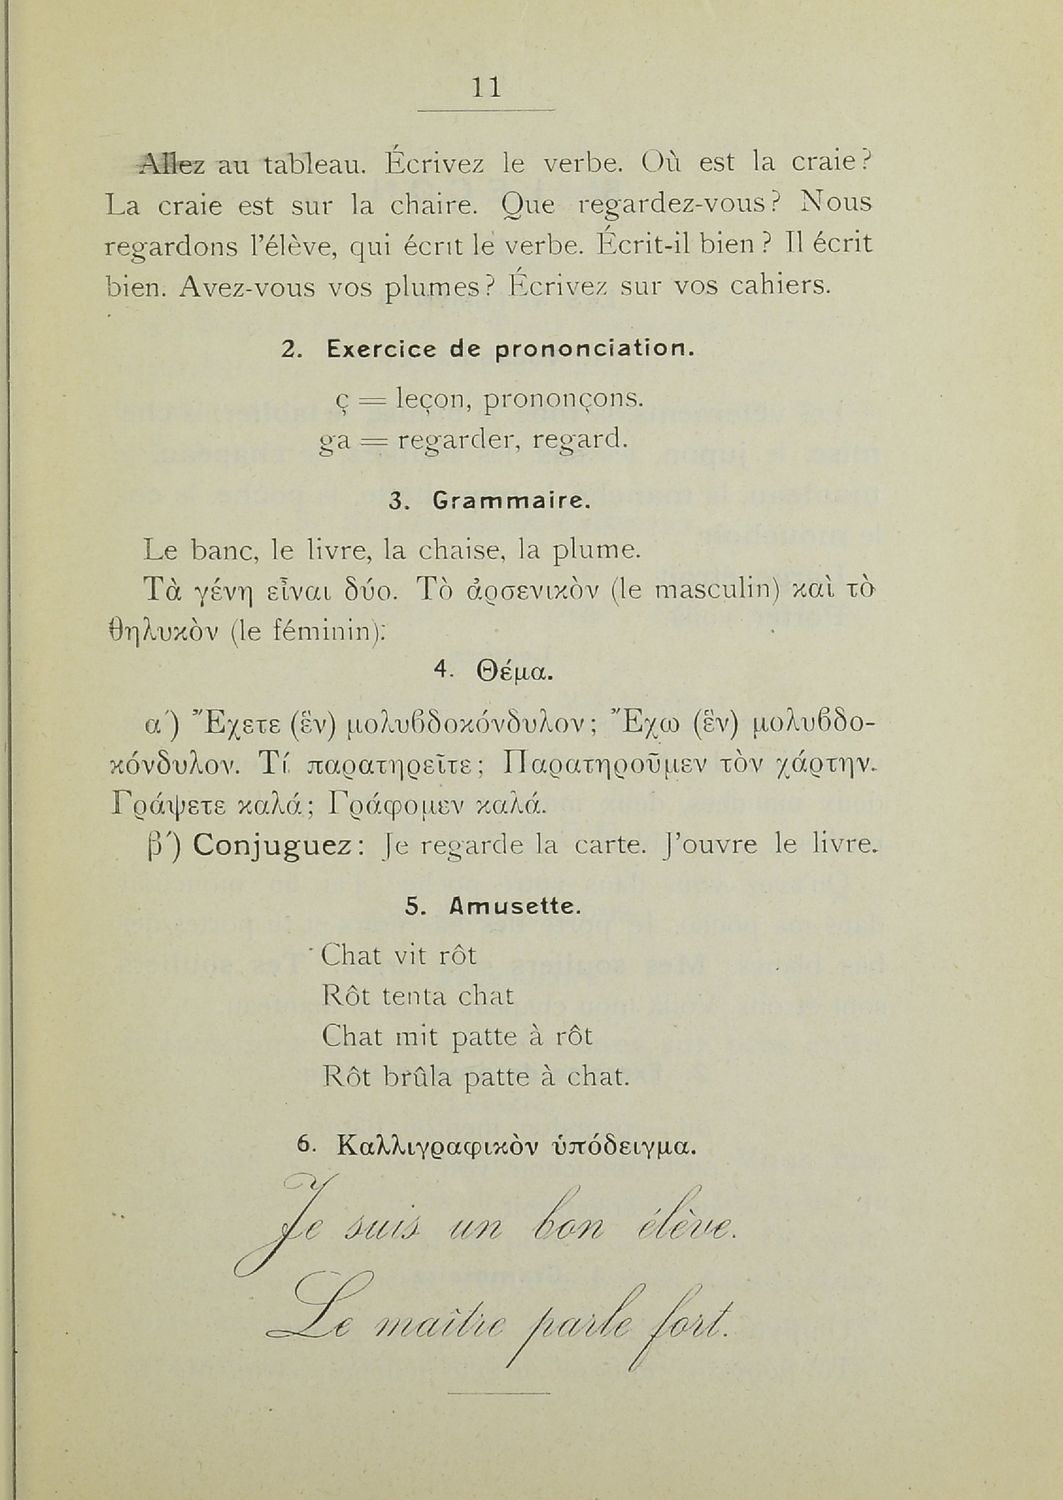 11
Allez au tableau. Écrivez le verbe. Où est la craie?
La craie est sur la chaire. Que regardez-vous? Nous
regardons l'élève, qui écrit le verbe. Écrit-il bien? Il écrit
bien. Avez-vous vos plumes? Écrivez sur vos cahiers.
2. Exercice de prononciation.
ç = leçon, prononçons.
ga = regarder, regard.
3. Grammaire.
Le banc, le livre, la chaise, la plume.
Τὰ γένη εἶναι δύο. Τὸ ἀρσενικὸν (le masculin) καὶ τὸ
θηλυκὸν (le féminin).
4. Θέμα.
α´) Ἔχετε (ἓν) μολυβδοκόνδυλον; Ἔχω (ἓν) μολυβδο-
κόνδυλον. Τί παρατηρεῖτε; Παρατηροῦμεν τὸν χάρτην.
Γράψετε καλά; Γράφομεν καλά.
β´) Conjuguez: Je regarde la carte. J'ouvre le livre.
5. Amusette.
Chat vit rôt
Rôt tenta chat
Chat mit patte à rôt
Rôt brûla patte à chat.
6. Καλλιγραφικὸν ὑπόδειγμα.
Je suis un bon élève.
Le maître parle fort.